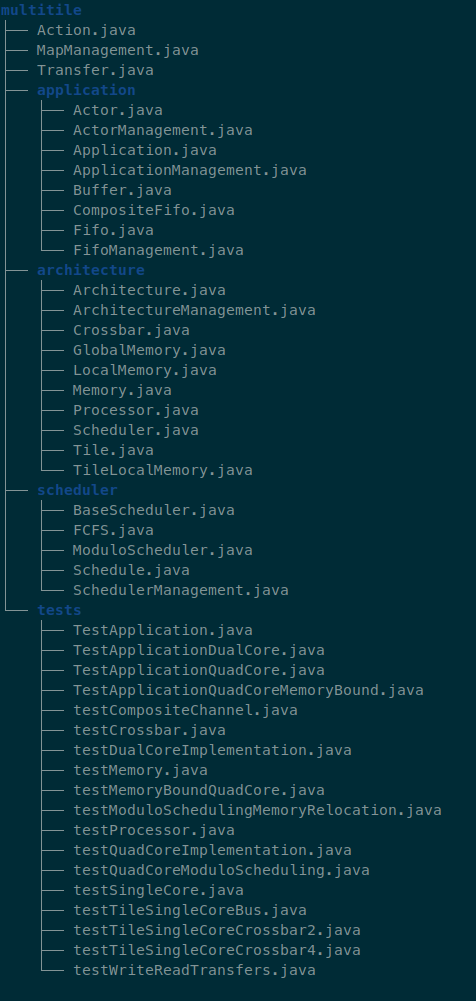 multitile
├── Action.java
├── MapManagement.java
├── Transfer.java
├── application
│   ├── Actor.java
│   ├── ActorManagement.java
│   ├── Application.java
│   ├── ApplicationManagement.java
│   ├── Buffer.java
│   ├── CompositeFifo.java
│   ├── Fifo.java
│   └── FifoManagement.java
├── architecture
│   ├── Architecture.java
│   ├── ArchitectureManagement.java
│   ├── Crossbar.java
│   ├── GlobalMemory.java
│   ├── LocalMemory.java
│   ├── Memory.java
│   ├── Processor.java
│   ├── Scheduler.java
│   ├── Tile.java
│   └── TileLocalMemory.java
├── scheduler
│   ├── BaseScheduler.java
│   ├── FCFS.java
│   ├── ModuloScheduler.java
│   ├── Schedule.java
│   └── SchedulerManagement.java
└── tests
    ├── TestApplication.java
    ├── TestApplicationDualCore.java
    ├── TestApplicationQuadCore.java
    ├── TestApplicationQuadCoreMemoryBound.java
    ├── testCompositeChannel.java
    ├── testCrossbar.java
    ├── testDualCoreImplementation.java
    ├── testMemory.java
    ├── testMemoryBoundQuadCore.java
    ├── testModuloSchedulingMemoryRelocation.java
    ├── testProcessor.java
    ├── testQuadCoreImplementation.java
    ├── testQuadCoreModuloScheduling.java
    ├── testSingleCore.java
    ├── testTileSingleCoreBus.java
    ├── testTileSingleCoreCrossbar2.java
    ├── testTileSingleCoreCrossbar4.java
    └── testWriteReadTransfers.java